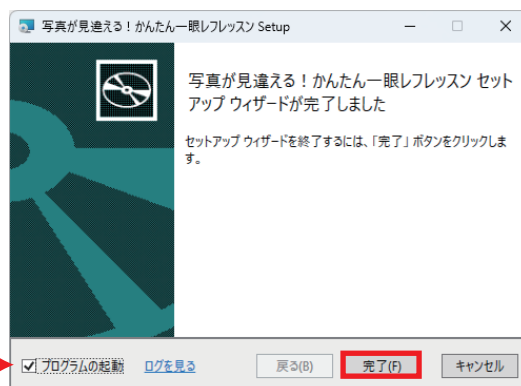 写真が見違える！かんたん一眼レフレッスン Setup
写真が見違える！かんたん一眼レフレッスン セット
アップ ウィザードが完了しました
セットアップ ウィザードを終了するには、「完了」ボタンをクリックしま
す。
プログラムの起動 ログを見る 戻る(B) 完了(F) キャンセル